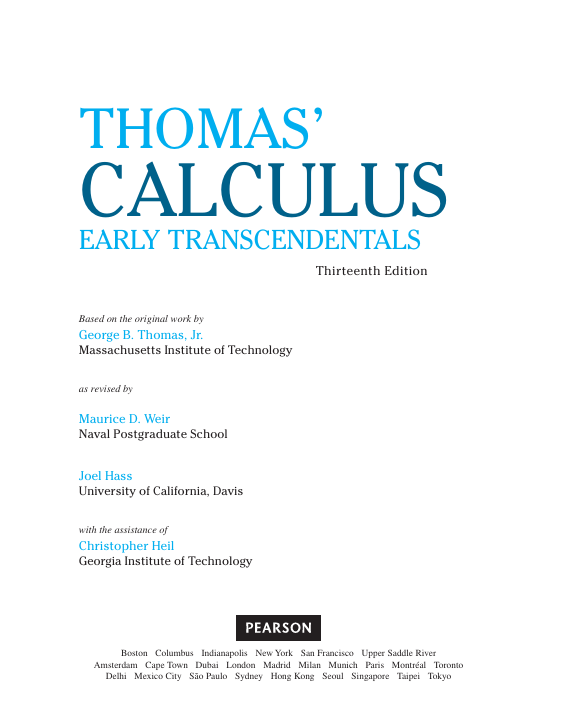 THOMAS’
CALCULUS
EARLY TRANSCENDENTALS
Thirteenth Edition
Based on the original work by
George B. Thomas, Jr.
Massachusetts Institute of Technology
as revised by
Maurice D. Weir
Naval Postgraduate School
Joel Hass
University of California, Davis
with the assistance of
Christopher Heil
Georgia Institute of Technology
PEARSON
Boston Columbus Indianapolis New York San Francisco Upper Saddle River
Amsterdam Cape Town Dubai London Madrid Milan Munich Paris Montréal Toronto
Delhi Mexico City São Paulo Sydney Hong Kong Seoul Singapore Taipei Tokyo